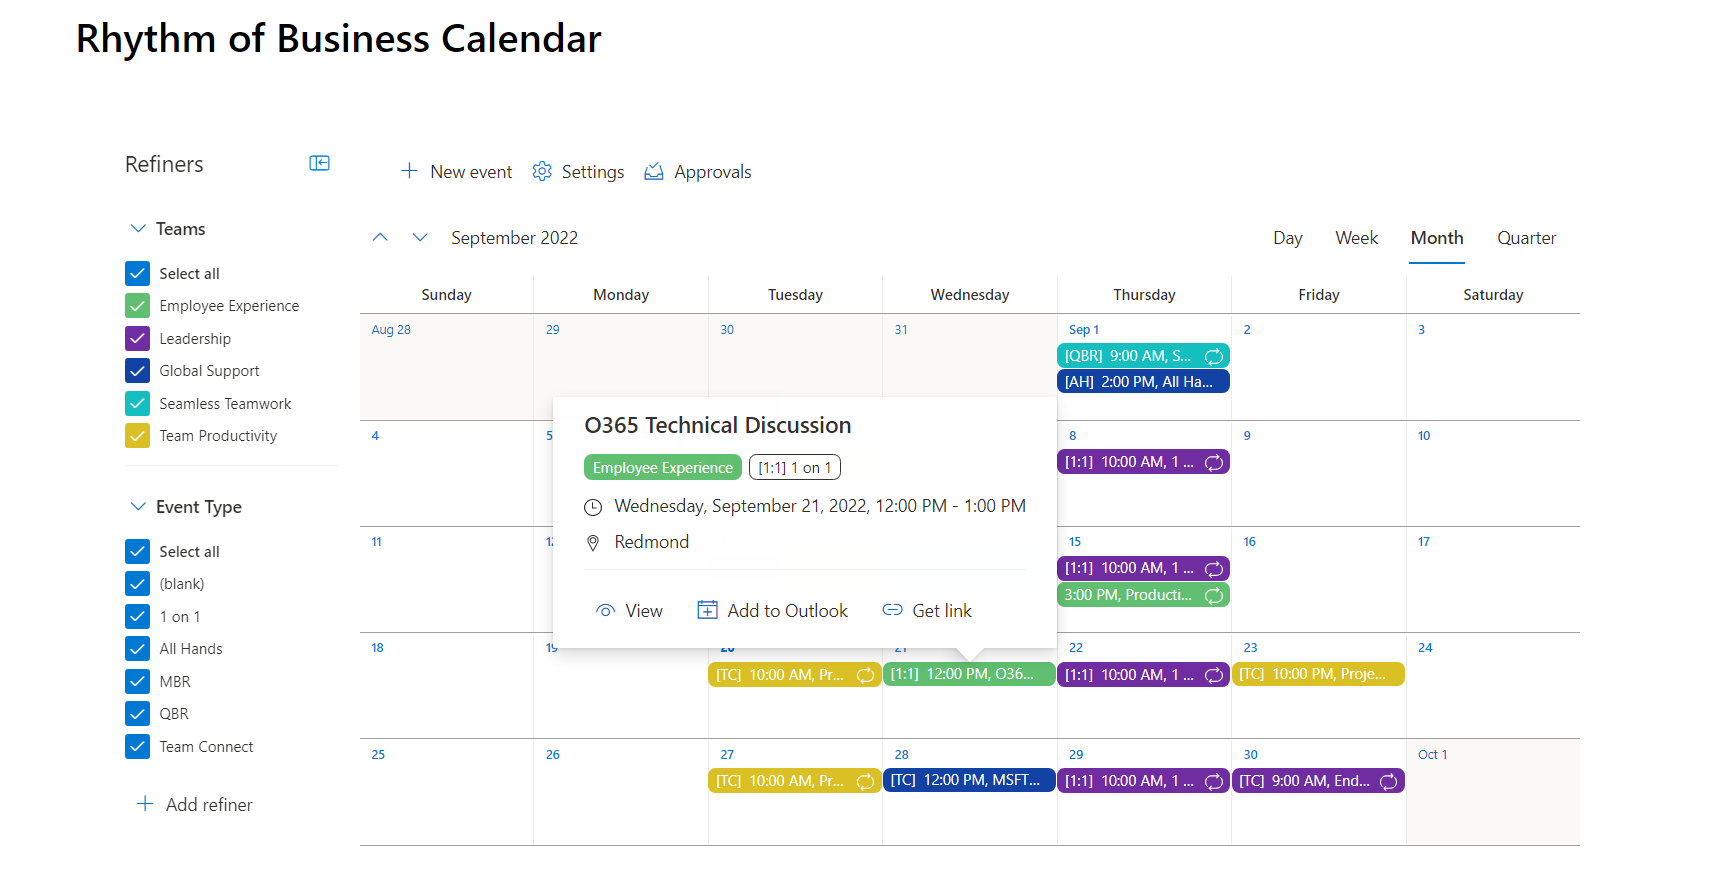 Rhythm of Business Calendar
Refiners
New event
Settings
Approvals
Teams
September 2022
Day
Week
Month
Quarter
Select all
Employee Experience
Leadership
Global Support
Seamless Teamwork
Team Productivity
Event Type
Select all
(blank)
1 on 1
All Hands
MBR
QBR
Team Connect
Add refiner
Sunday Monday Tuesday Wednesday Thursday Friday Saturday
Aug 28 29 30 31 Sep 1 2 3
[QBR] 9:00 AM, S...
[AH] 2:00 PM, All Ha...
O365 Technical Discussion
Employee Experience [1:1] 1 on 1
Wednesday, September 21, 2022, 12:00 PM - 1:00 PM
Redmond
View Add to Outlook Get link
4 5 8 9 10
[1:1] 10:00 AM, 1 ...
11 15 16 17
[1:1] 10:00 AM, 1 ...
3:00 PM, Producti...
18 19 20 21 22 23 24
[TC] 10:00 AM, Pr... [1:1] 12:00 PM, O36... [1:1] 10:00 AM, 1 ... [TC] 10:00 PM, Proje...
25 26 27 28 29 30 Oct 1
[TC] 10:00 AM, Pr... [TC] 12:00 PM, MSFT... [1:1] 10:00 AM, 1 ... [TC] 9:00 AM, End...